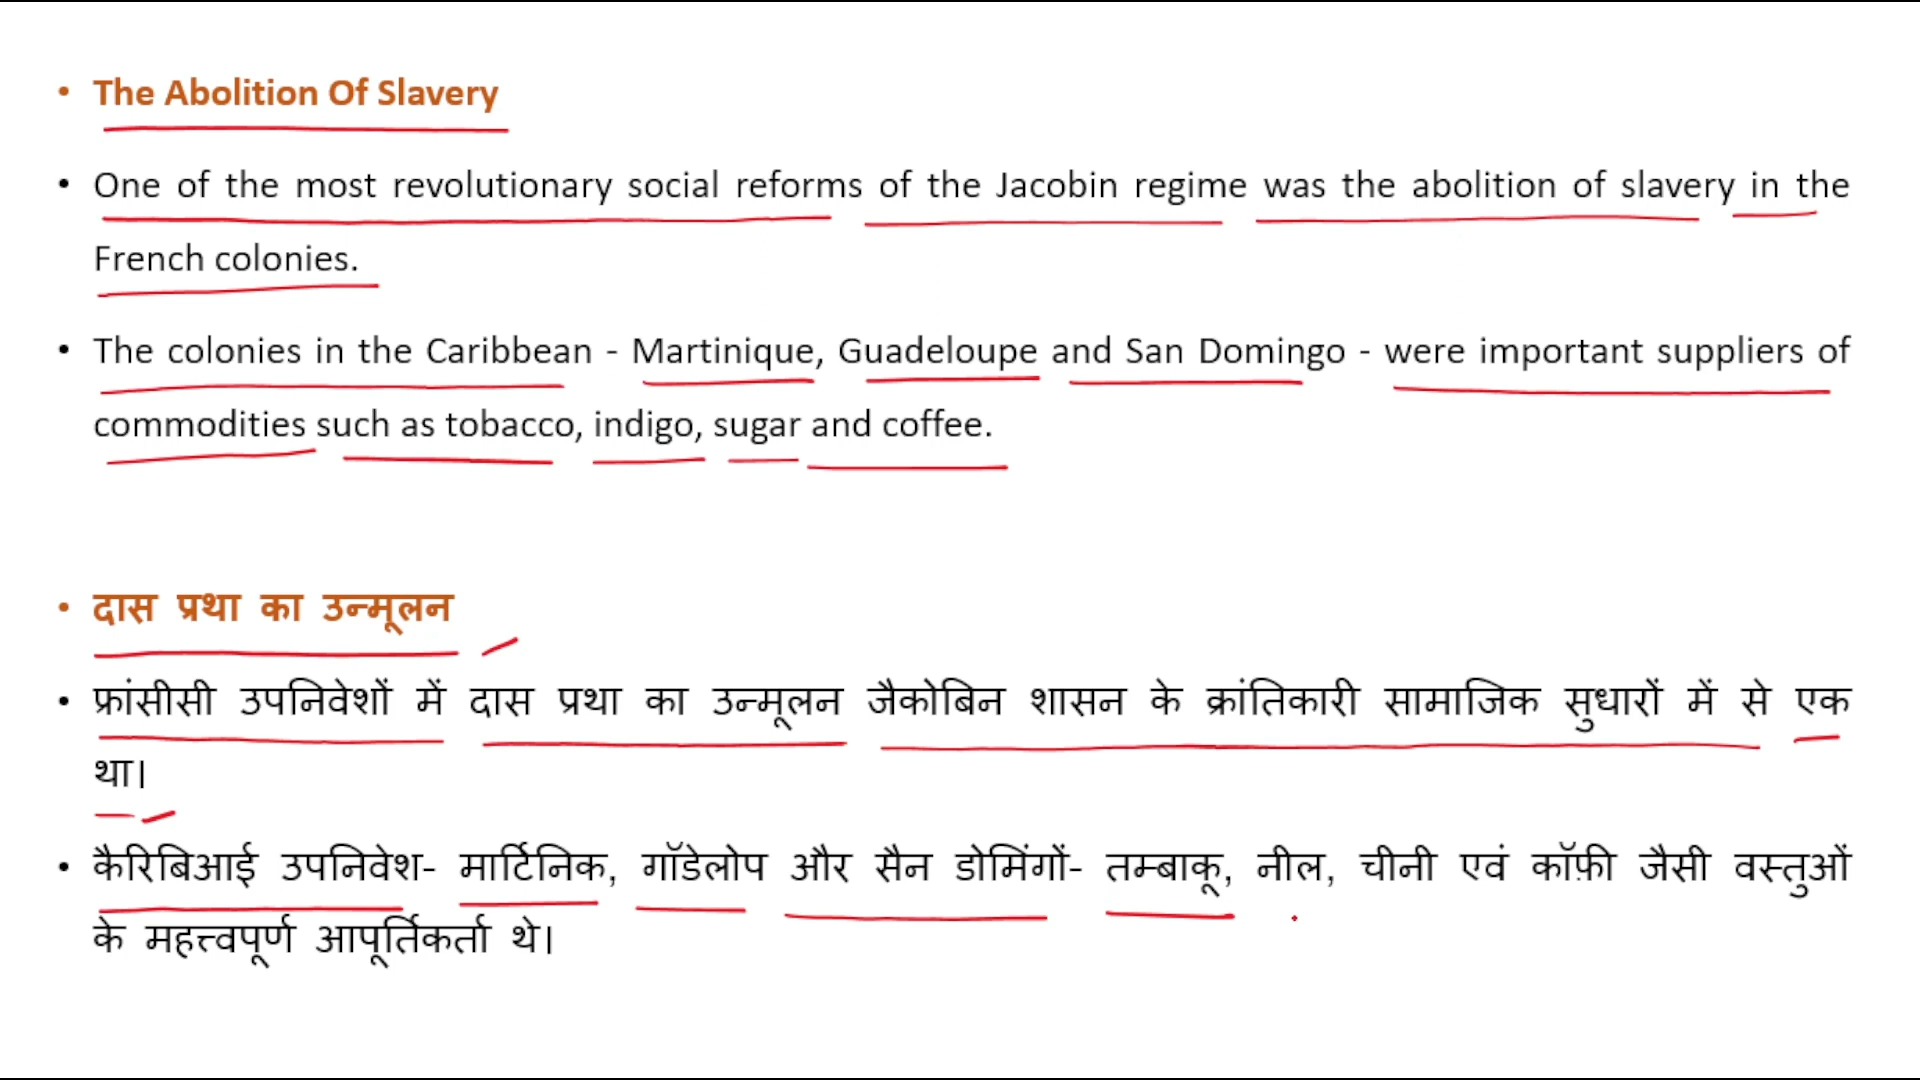 • The Abolition Of Slavery
• One of the most revolutionary social reforms of the Jacobin regime was the abolition of slavery in the
French colonies.
• The colonies in the Caribbean - Martinique, Guadeloupe and San Domingo - were important suppliers of
commodities such as tobacco, indigo, sugar and coffee.
• दास प्रथा का उन्मूलन
• फ्रांसीसी उपनिवेशों में दास प्रथा का उन्मूलन जैकोबिन शासन के क्रांतिकारी सामाजिक सुधारों में से एक
था।
• कैरिबिआई उपनिवेश- मार्टिनिक, गॉडेलोप और सैन डोमिंगों- तम्बाकू, नील, चीनी एवं कॉफ़ी जैसी वस्तुओं
के महत्त्वपूर्ण आपूर्तिकर्ता थे।